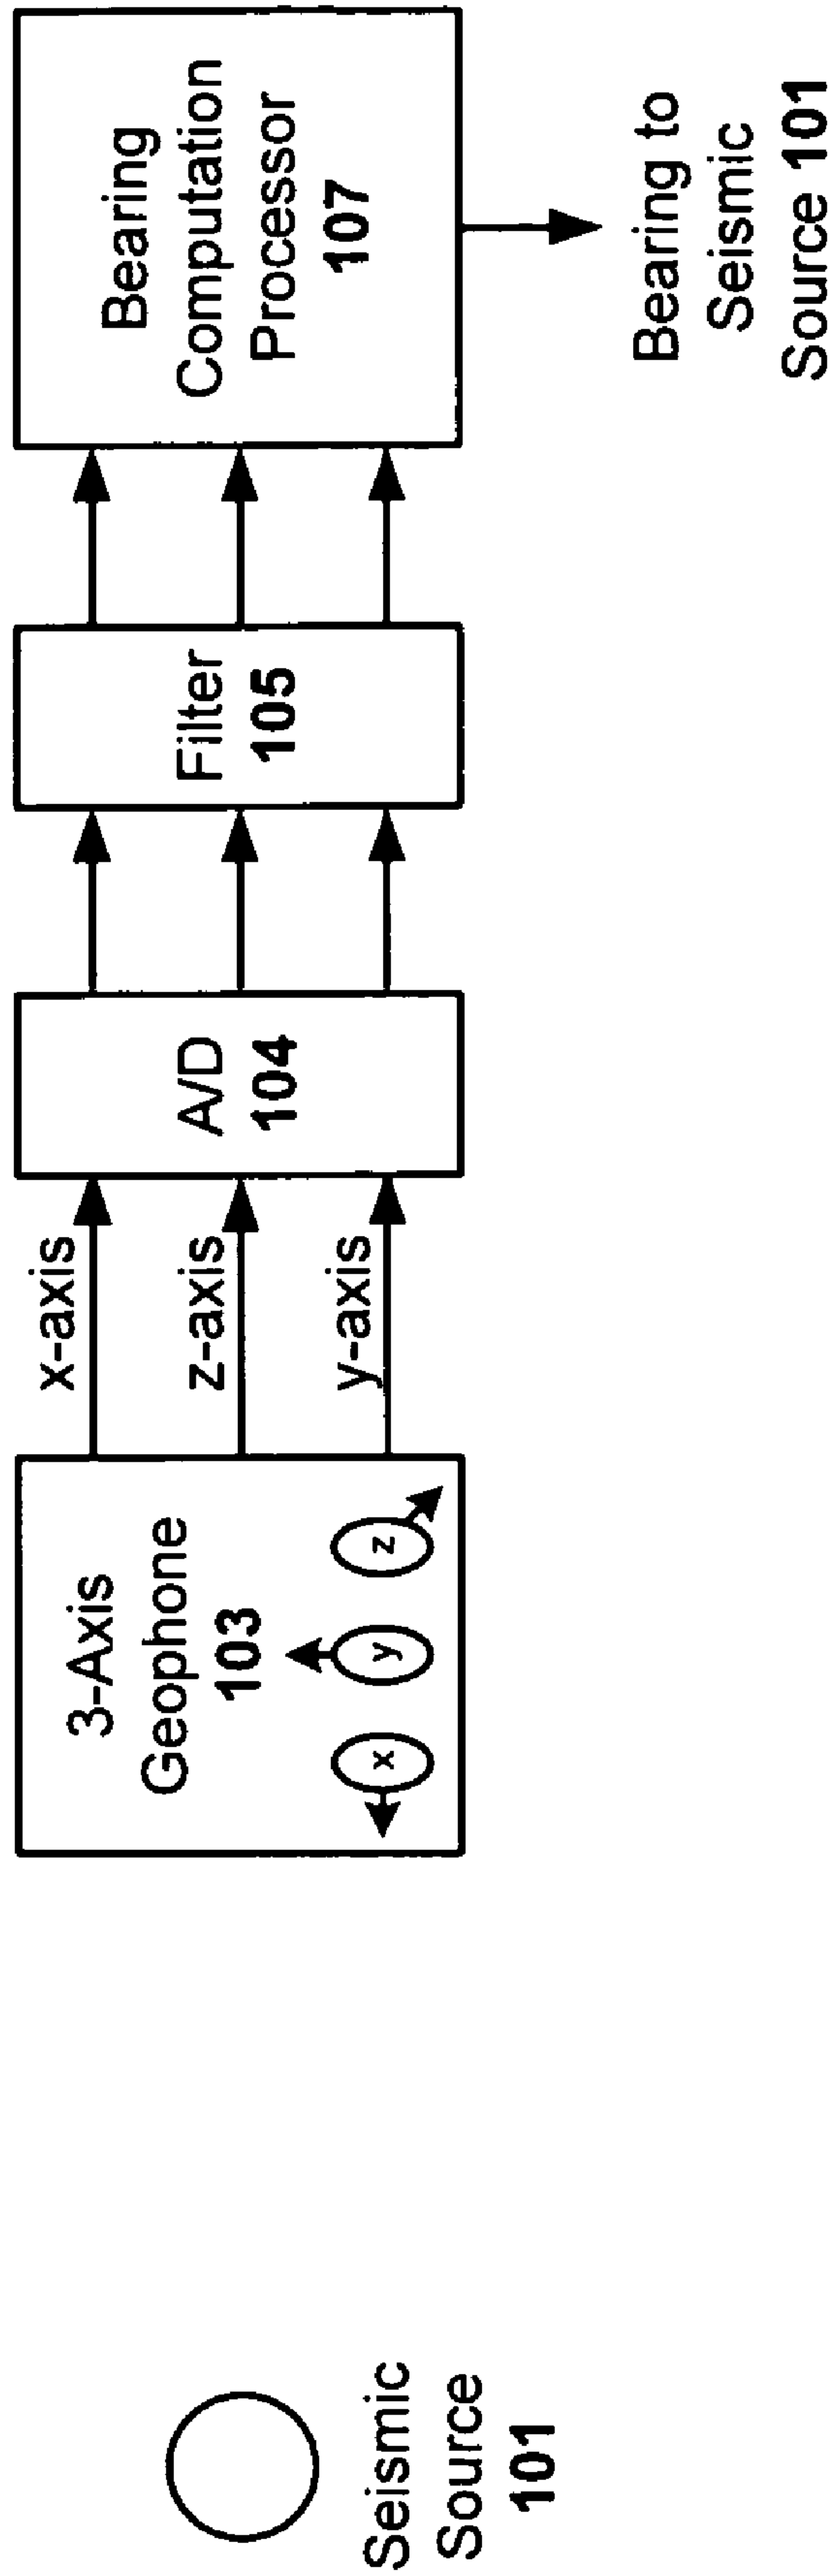 Seismic
Source
101
3-Axis
Geophone
103
x
y
z
x-axis
z-axis
y-axis
A/D
104
Filter
105
Bearing
Computation
Processor
107
Bearing to
Seismic
Source 101